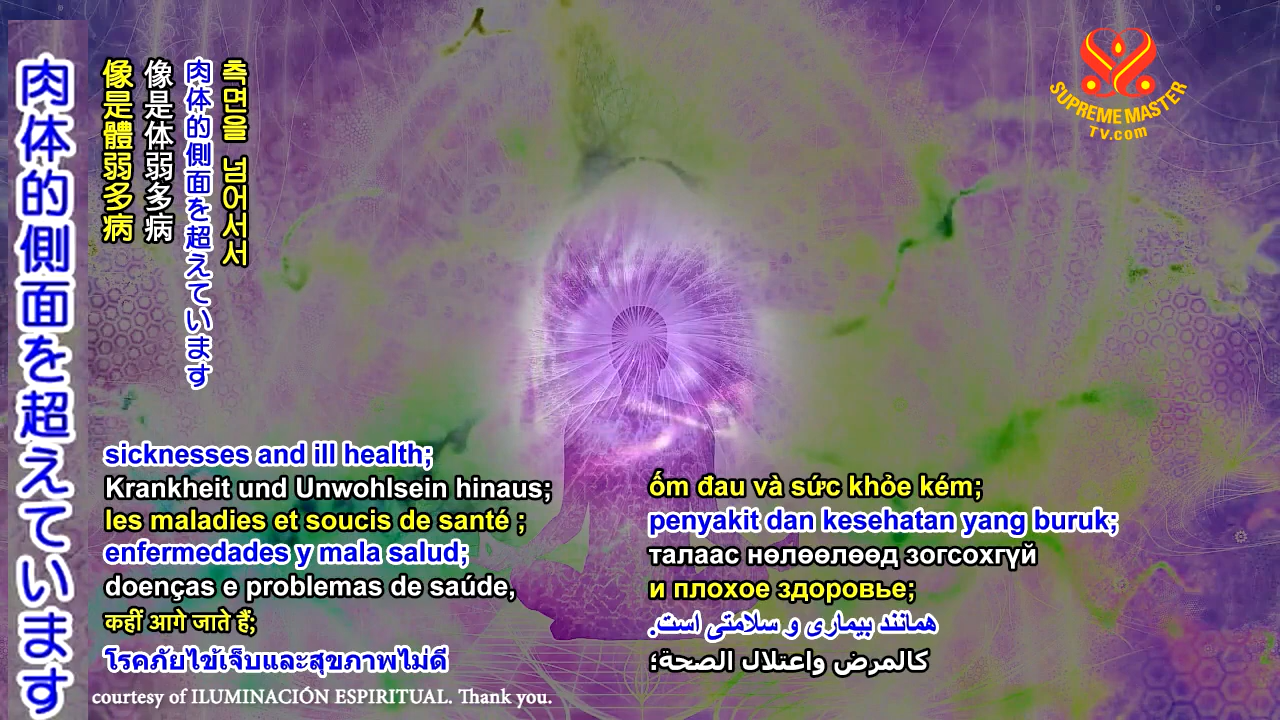 肉体的側面を超えています
像是體弱多病
像是体弱多病
肉体的側面を超えています
측면을 넘어서서
SUPREME MASTER
TV.com
sicknesses and ill health;
Krankheit und Unwohlsein hinaus;
les maladies et soucis de santé ;
enfermedades y mala salud;
doenças e problemas de saúde,
कहीं आगे जाते हैं;
โรคภัยไข้เจ็บและสุขภาพไม่ดี
ốm đau và sức khỏe kém;
penyakit dan kesehatan yang buruk;
талаас нөлөөлөөд зогсохгүй
и плохое здоровье;
همانند بیماری و سلامتی است.
كالمرض واعتلال الصحة؛
courtesy of ILUMINACIÓN ESPIRITUAL. Thank you.